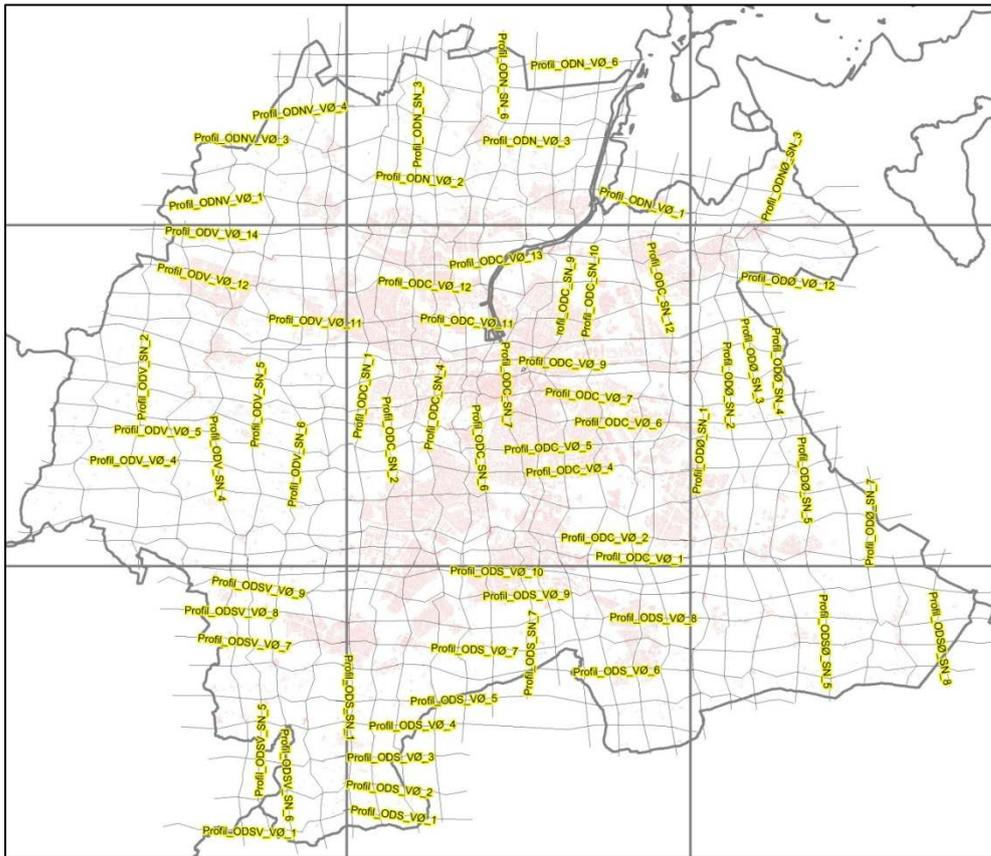 Profil_ODN_VØ_6
Profil_ODN_SN_6
Profil_ODN_SN_3
Profil_ODNV_VØ_4
Profil_ODNV_VØ_3
Profil_ODN_VØ_3
Profil_ODNØ_SN_3
Profil_ODN_VØ_2
Profil_ODNV_VØ_1
Profil_ODN_VØ_1
Profil_ODV_VØ_14
Profil_ODC_VØ_13
Profil_ODC_SN_9
Profil_ODC_SN_10
Profil_ODC_SN_12
Profil_ODV_VØ_12
Profil_ODC_VØ_12
Profil_ODØ_VØ_12
Profil_ODV_VØ_11
Profil_ODC_VØ_11
Profil_ODV_SN_2
Profil_ODV_SN_5
Profil_ODC_SN_1
Profil_ODC_SN_4
Profil_ODC_SN_7
Profil_ODC_VØ_9
Profil_ODØ_SN_2
Profil_ODØ_SN_3
Profil_ODØ_SN_4
Profil_ODC_VØ_7
Profil_ODC_SN_2
Profil_ODC_SN_6
Profil_ODC_VØ_6
Profil_ODØ_SN_1
Profil_ODV_VØ_5
Profil_ODV_SN_4
Profil_ODV_SN_6
Profil_ODC_VØ_5
Profil_ODV_VØ_4
Profil_ODC_VØ_4
Profil_ODØ_SN_5
Profil_ODØ_SN_7
Profil_ODC_VØ_2
Profil_ODC_VØ_1
Profil_ODS_VØ_10
Profil_ODSV_VØ_9
Profil_ODS_VØ_9
Profil_ODSV_VØ_8
Profil_ODS_VØ_8
Profil_ODS_SN_7
Profil_ODSØ_SN_5
Profil_ODSØ_SN_8
Profil_ODSV_VØ_7
Profil_ODS_VØ_7
Profil_ODS_VØ_6
Profil_ODS_SN_1
Profil_ODS_VØ_5
Profil_ODSV_SN_5
Profil_ODSV_SN_6
Profil_ODS_VØ_4
Profil_ODS_VØ_3
Profil_ODS_VØ_2
Profil_ODS_VØ_1
Profil_ODSV_VØ_1